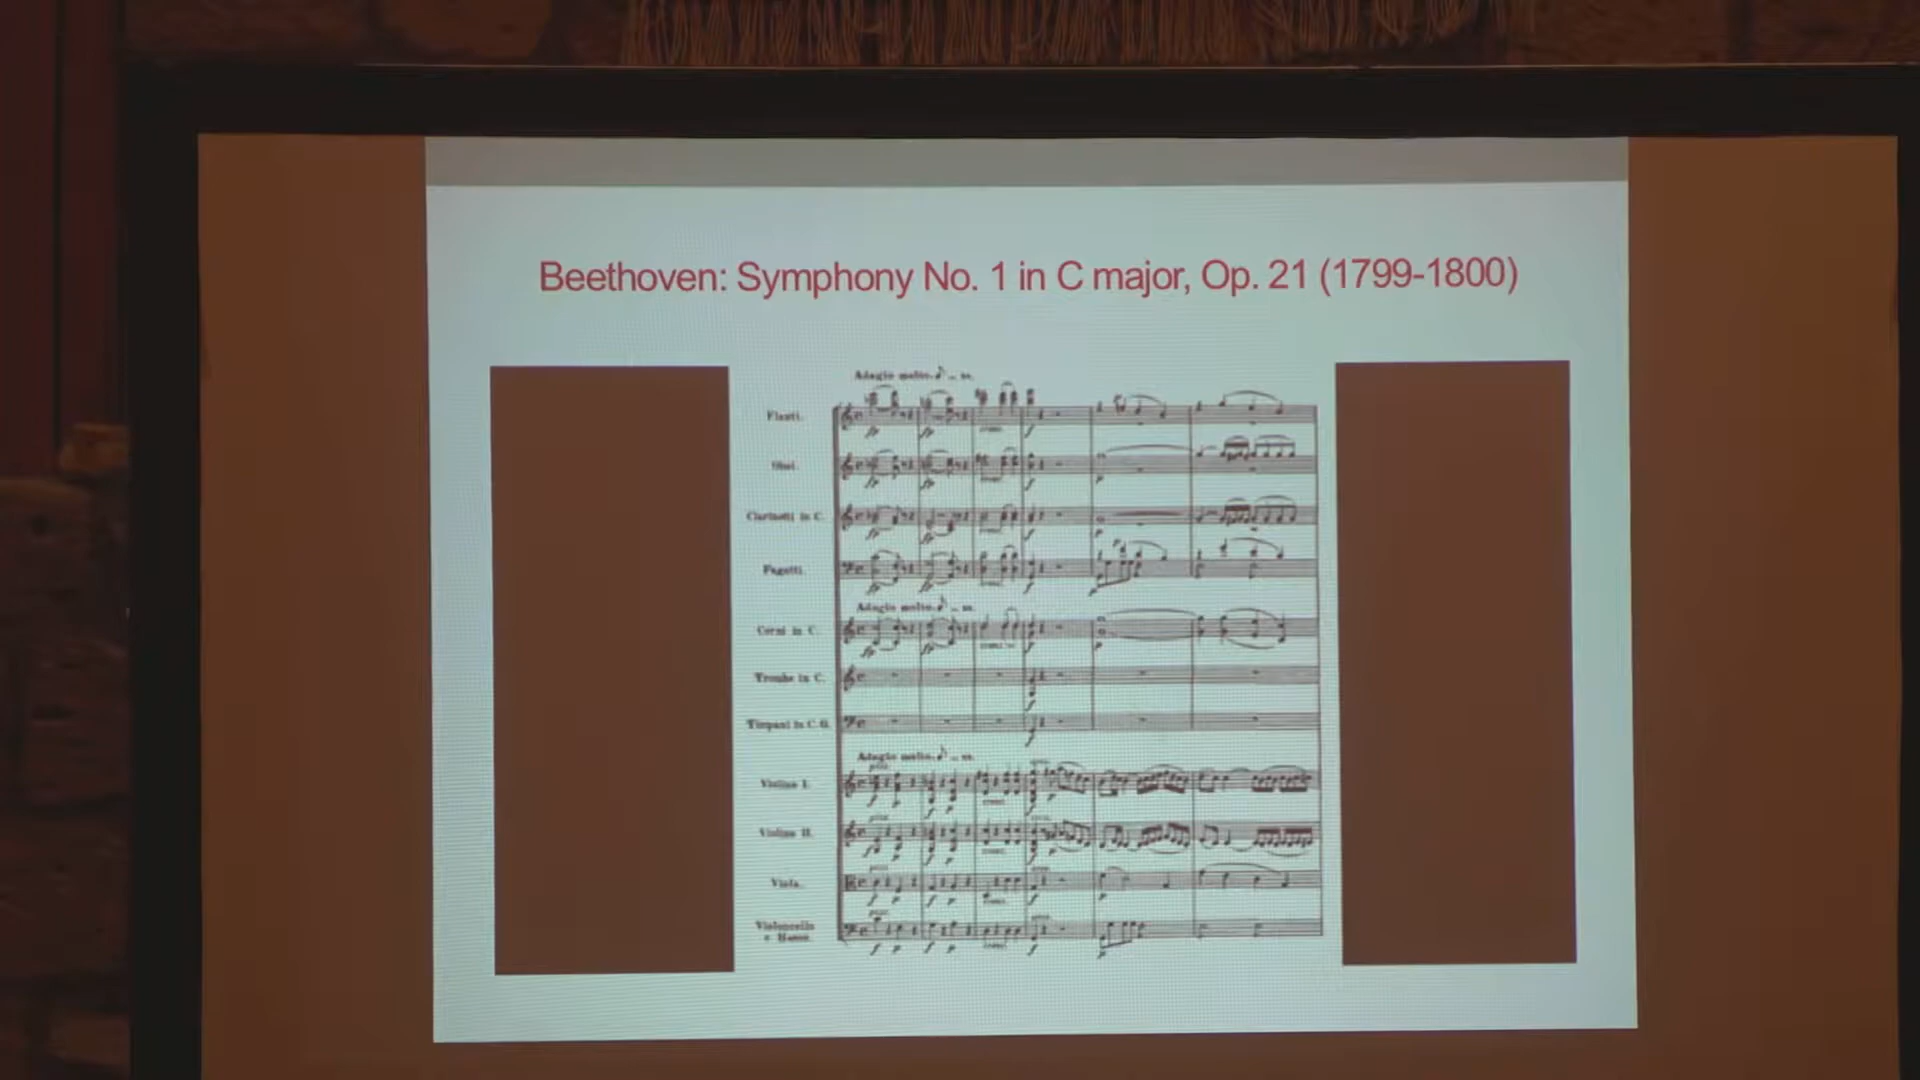 Beethoven: Symphony No. 1 in C major, Op. 21 (1799-1800)
Adagio molto.
Flauti.
Oboi.
Clarinetti in C.
Fagotti.
Adagio molto.
Corni in C.
Trombe in C.
Timpani in C.G.
Adagio molto.
Violino I.
Violino II.
Viola.
Violoncello
e Basso.